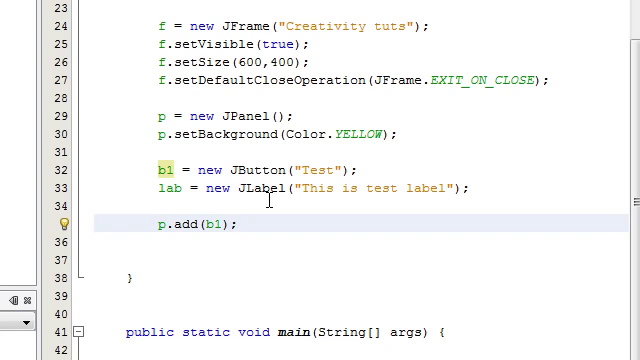 23
24 f = new JFrame("Creativity tuts");
25 f.setVisible(true);
26 f.setSize(600,400);
27 f.setDefaultCloseOperation(JFrame.EXIT_ON_CLOSE);
28
29 p = new JPanel();
30 p.setBackground(Color.YELLOW);
31
32 b1 = new JButton("Test");
33 lab = new JLabel("This is test label");
34
p.add(b1);
36
37
38 }
39
40
41 public static void main(String[] args) {
42